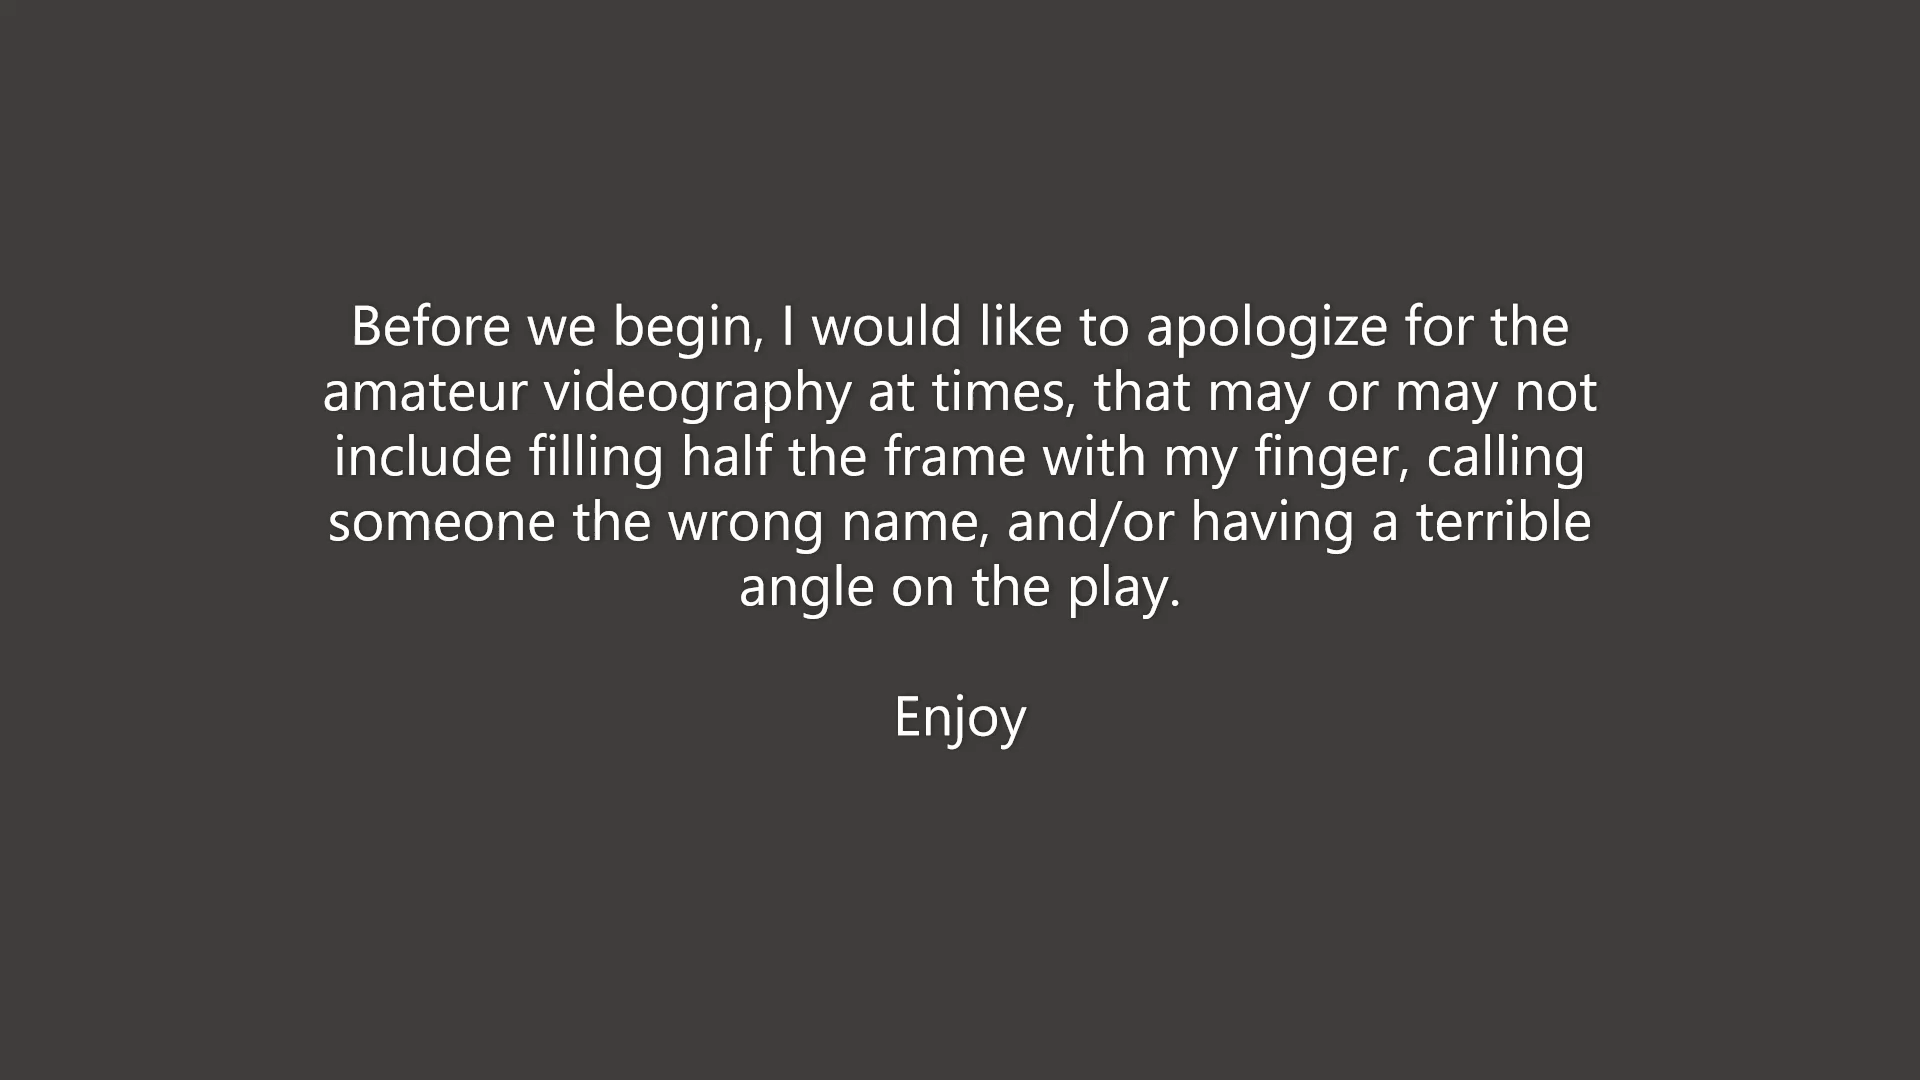 Before we begin, I would like to apologize for the
amateur videography at times, that may or may not
include filling half the frame with my finger, calling
someone the wrong name, and/or having a terrible
angle on the play.
Enjoy